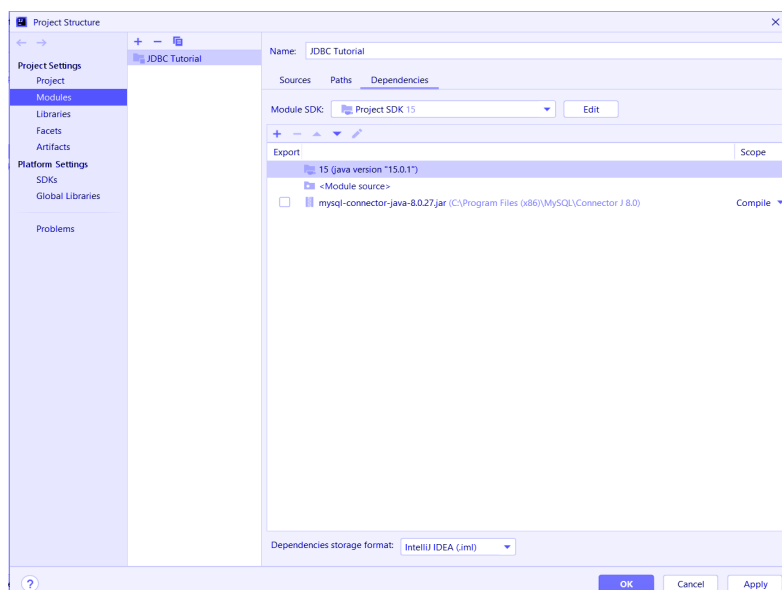 Project Structure
Project Settings
Project
Modules
Libraries
Facets
Artifacts
Platform Settings
SDKs
Global Libraries
Problems
JDBC Tutorial
Name: JDBC Tutorial
Sources Paths Dependencies
Module SDK: Project SDK 15 Edit
Export Scope
15 (java version "15.0.1")
<Module source>
mysql-connector-java-8.0.27.jar (C:\Program Files (x86)\MySQL\Connector J 8.0) Compile
Dependencies storage format: IntelliJ IDEA (.iml)
? OK Cancel Apply